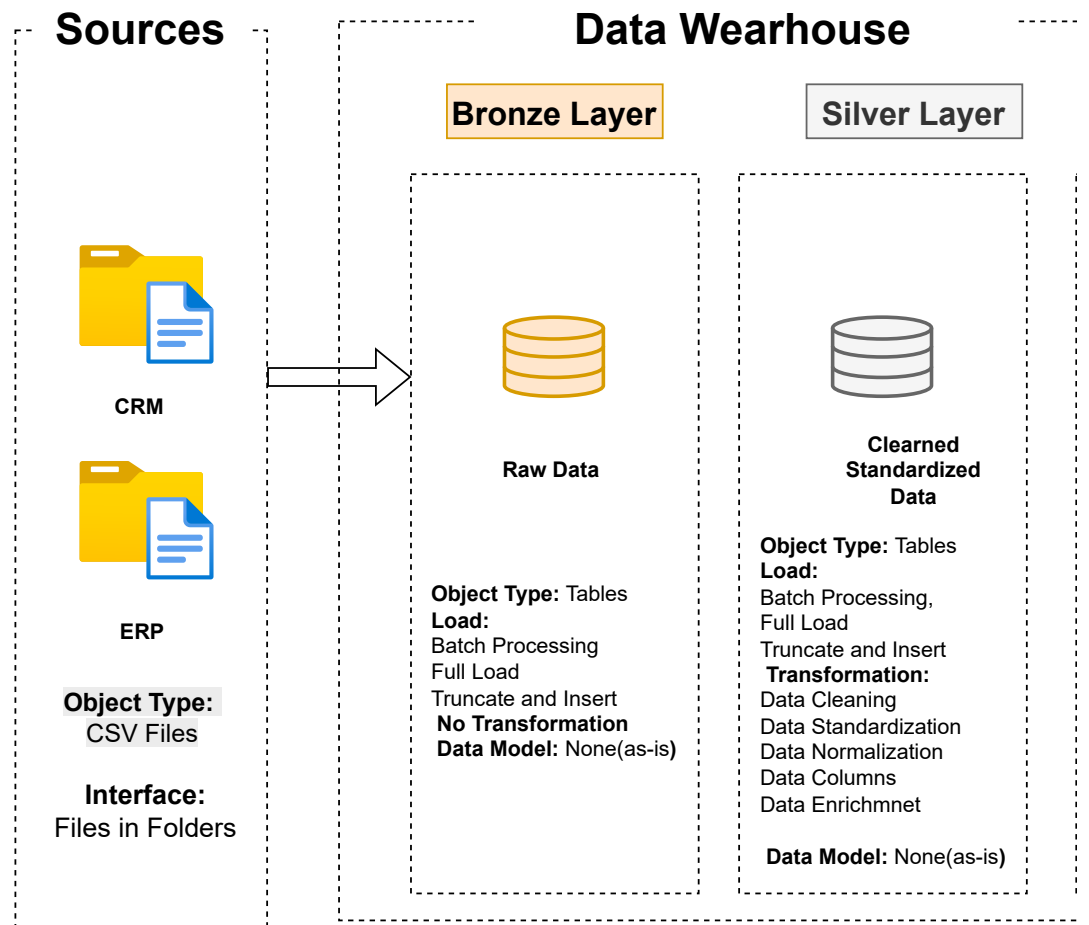 Sources
CRM
ERP
Object Type:
CSV Files
Interface:
Files in Folders
Data Wearhouse
Bronze Layer
Raw Data
Object Type: Tables
Load:
Batch Processing
Full Load
Truncate and Insert
No Transformation
Data Model: None(as-is)
Silver Layer
Clearned
Standardized
Data
Object Type: Tables
Load:
Batch Processing,
Full Load
Truncate and Insert
Transformation:
Data Cleaning
Data Standardization
Data Normalization
Data Columns
Data Enrichmnet
Data Model: None(as-is)